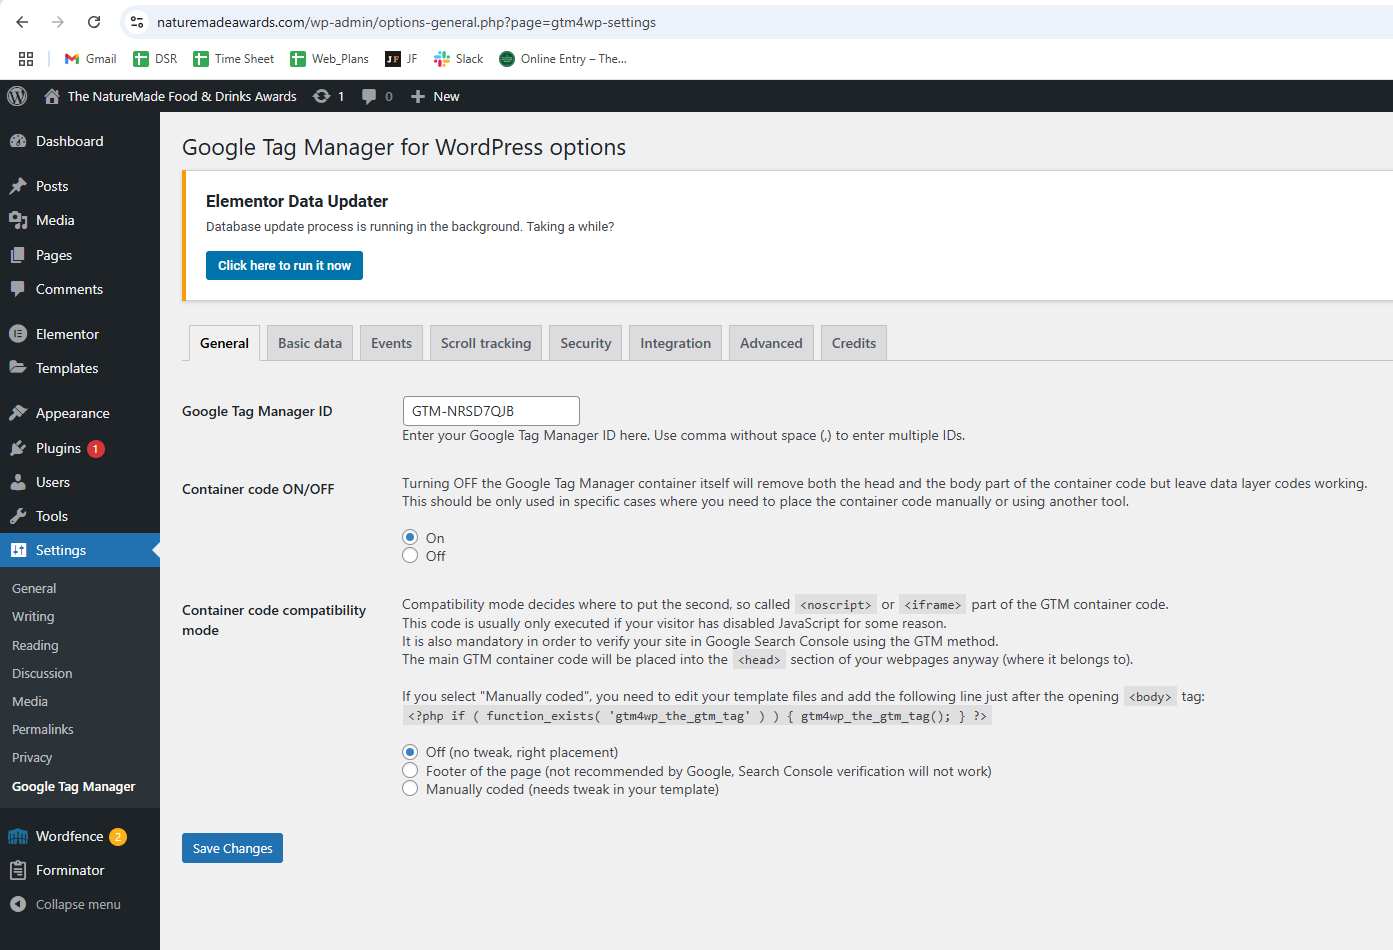 naturemadeawards.com/wp-admin/options-general.php?page=gtm4wp-settings
Gmail
DSR
Time Sheet
Web_Plans
JF
JF
Slack
Online Entry – The...
The NatureMade Food & Drinks Awards
1
0
New
Dashboard
Posts
Media
Pages
Comments
Elementor
Templates
Appearance
Plugins 1
Users
Tools
Settings
General
Writing
Reading
Discussion
Media
Permalinks
Privacy
Google Tag Manager
Wordfence 2
Forminator
Collapse menu
Google Tag Manager for WordPress options
Elementor Data Updater
Database update process is running in the background. Taking a while?
Click here to run it now
General
Basic data
Events
Scroll tracking
Security
Integration
Advanced
Credits
Google Tag Manager ID
GTM-NRSD7QJB
Enter your Google Tag Manager ID here. Use comma without space (,) to enter multiple IDs.
Container code ON/OFF
Turning OFF the Google Tag Manager container itself will remove both the head and the body part of the container code but leave data layer codes working.
This should be only used in specific cases where you need to place the container code manually or using another tool.
On
Off
Container code compatibility
mode
Compatibility mode decides where to put the second, so called <noscript> or <iframe> part of the GTM container code.
This code is usually only executed if your visitor has disabled JavaScript for some reason.
It is also mandatory in order to verify your site in Google Search Console using the GTM method.
The main GTM container code will be placed into the <head> section of your webpages anyway (where it belongs to).
If you select "Manually coded", you need to edit your template files and add the following line just after the opening <body> tag:
<?php if ( function_exists( 'gtm4wp_the_gtm_tag' ) ) { gtm4wp_the_gtm_tag(); } ?>
Off (no tweak, right placement)
Footer of the page (not recommended by Google, Search Console verification will not work)
Manually coded (needs tweak in your template)
Save Changes